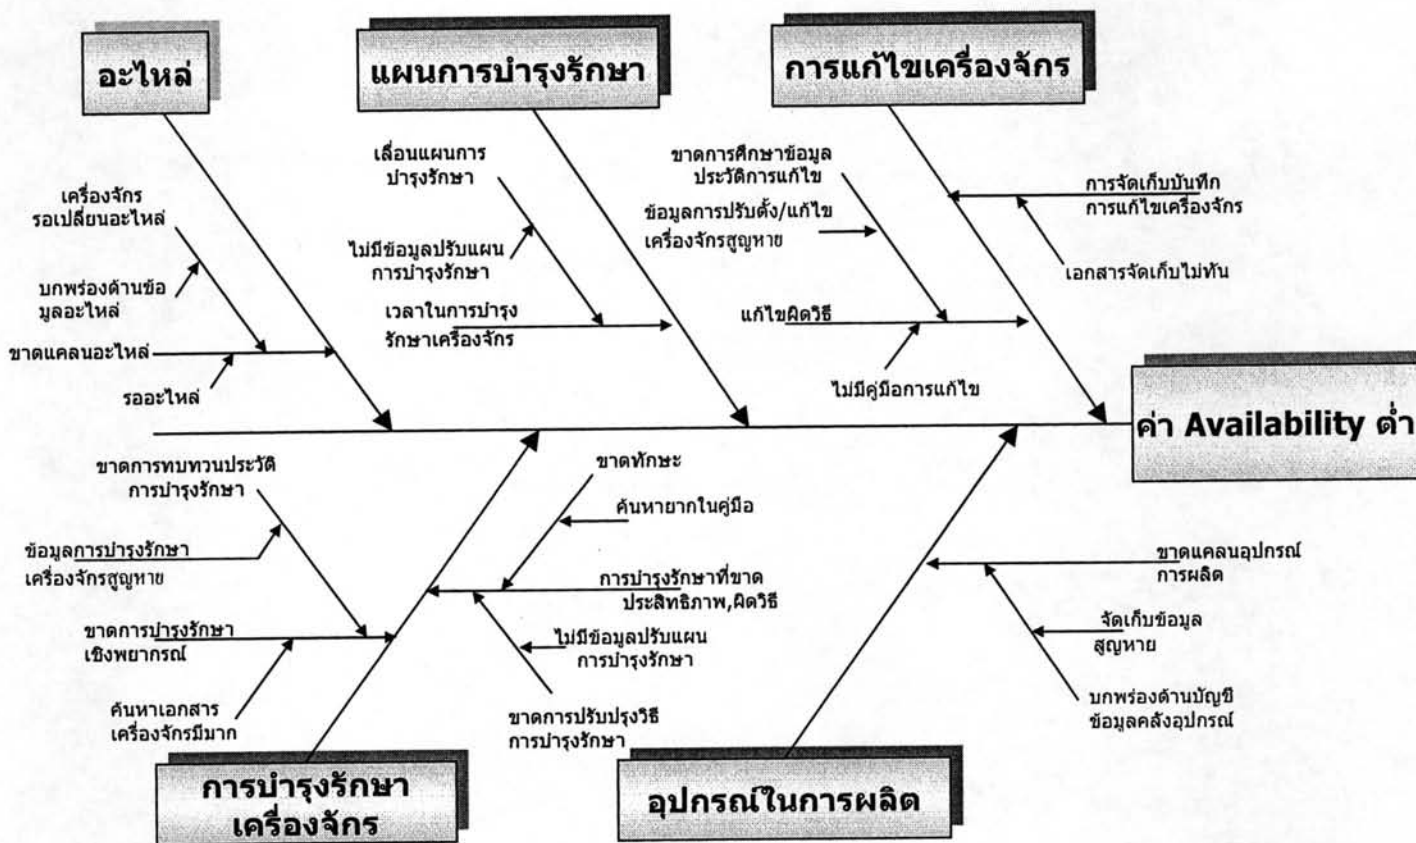 อะไหล่
แผนการบำรุงรักษา
การแก้ไขเครื่องจักร
เครื่องจักร
รอเปลี่ยนอะไหล่
บกพร่องด้านข้อ
มูลอะไหล่
ขาดแคลนอะไหล่
รออะไหล่
เลื่อนแผนการ
บำรุงรักษา
ไม่มีข้อมูลปรับแผน
การบำรุงรักษา
เวลาในการบำรุง
รักษาเครื่องจักร
ขาดการศึกษาข้อมูล
ประวัติการแก้ไข
ข้อมูลการปรับตั้ง/แก้ไข
เครื่องจักรสูญหาย
แก้ไขผิดวิธี
ไม่มีคู่มือการแก้ไข
การจัดเก็บบันทึก
การแก้ไขเครื่องจักร
เอกสารจัดเก็บไม่ทัน
ค่า Availability ต่ำ
ขาดการทบทวนประวัติ
การบำรุงรักษา
ข้อมูลการบำรุงรักษา
เครื่องจักรสูญหาย
ขาดการบำรุงรักษา
เชิงพยากรณ์
ค้นหาเอกสาร
เครื่องจักรมีมาก
ขาดทักษะ
ค้นหายากในคู่มือ
การบำรุงรักษาที่ขาด
ประสิทธิภาพ,ผิดวิธี
ไม่มีข้อมูลปรับแผน
การบำรุงรักษา
ขาดการปรับปรุงวิธี
การบำรุงรักษา
ขาดแคลนอุปกรณ์
การผลิต
จัดเก็บข้อมูล
สูญหาย
บกพร่องด้านบัญชี
ข้อมูลคลังอุปกรณ์
การบำรุงรักษา
เครื่องจักร
อุปกรณ์ในการผลิต